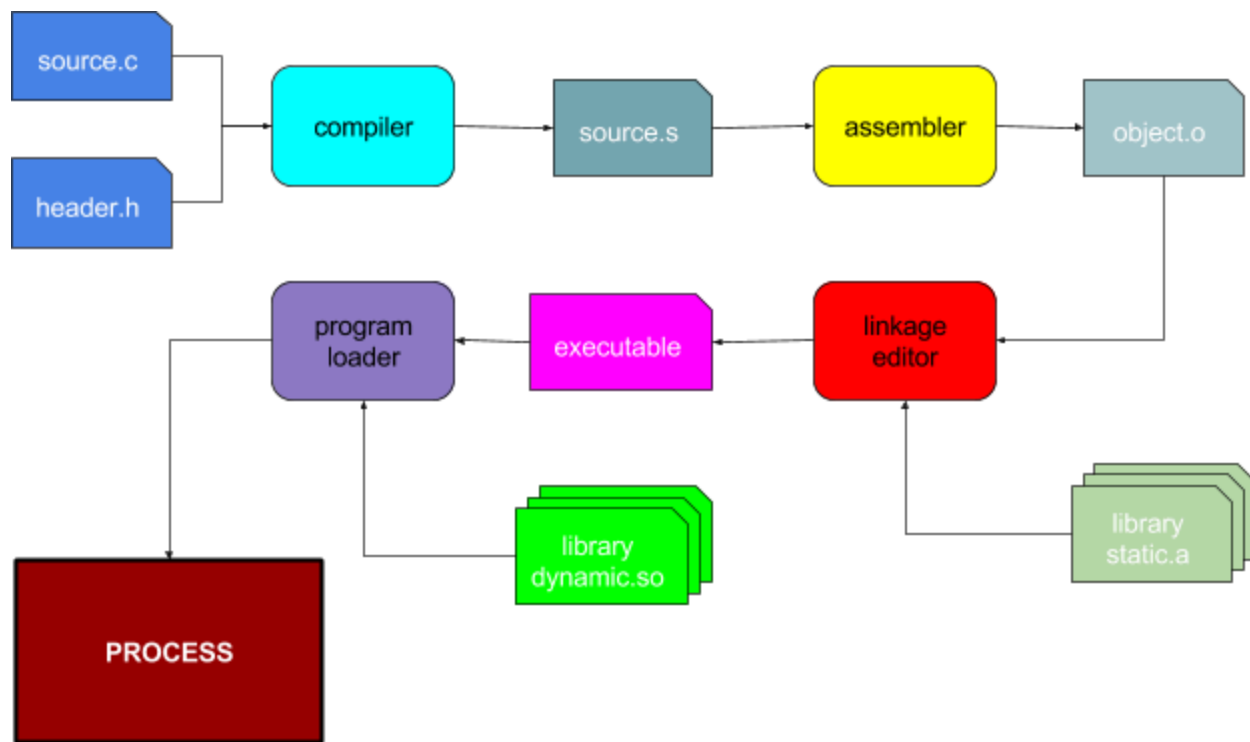 source.c
compiler
source.s
assembler
object.o
header.h
program
loader
executable
linkage
editor
library
dynamic.so
library
static.a
PROCESS